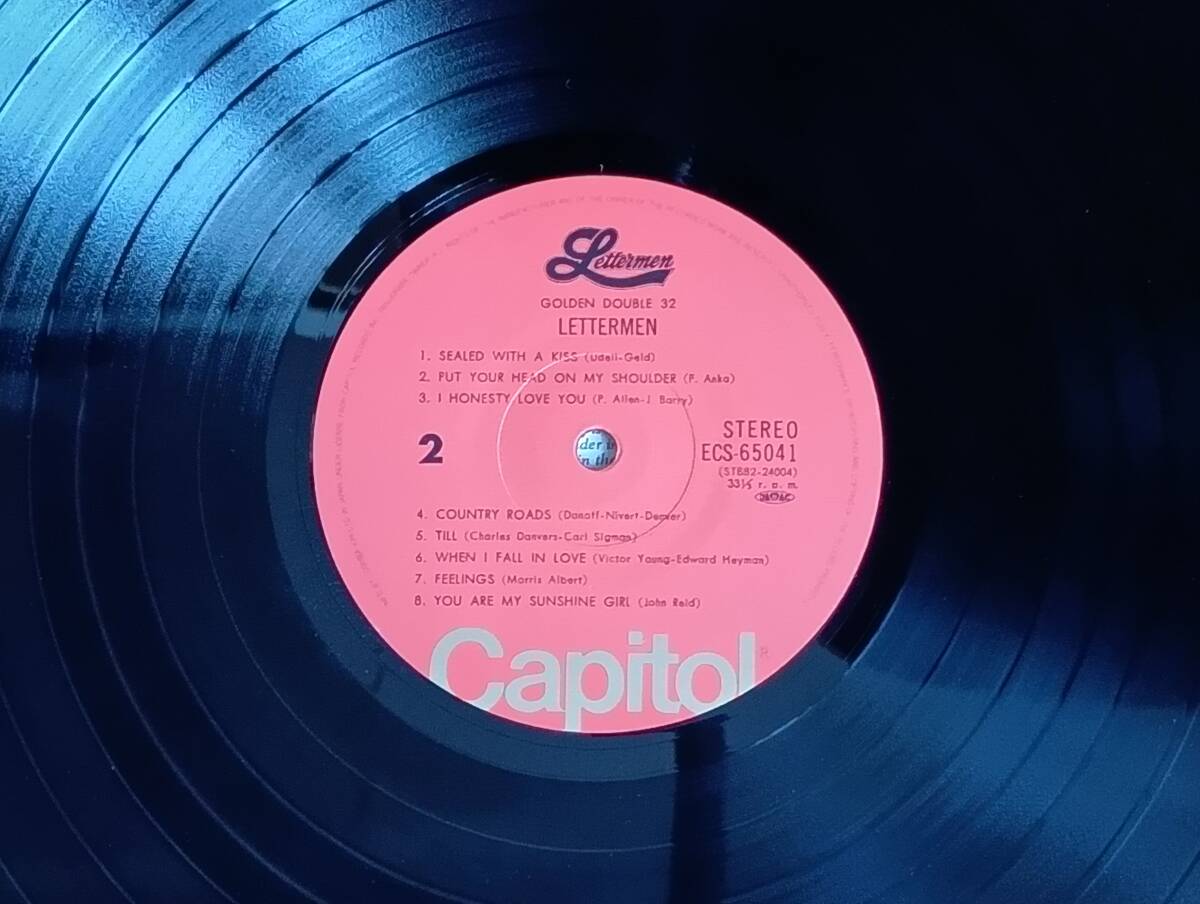 Lettermen
GOLDEN DOUBLE 32
LETTERMEN
1. SEALED WITH A KISS (Udell-Geld)
2. PUT YOUR HEAD ON MY SHOULDER (P. Anka)
3. I HONESTY LOVE YOU (P. Allen-J Barry)
2
STEREO
ECS-65041
(STBB2-24004)
33⅓ r. p. m.
der i
n the
4. COUNTRY ROADS (Danoff-Nivert-Denver)
5. TILL (Charles Danvers-Carl Sigman)
6. WHEN I FALL IN LOVE (Victor Young-Edward Heyman)
7. FEELINGS (Morris Albert)
8. YOU ARE MY SUNSHINE GIRL (John Reid)
Capitol